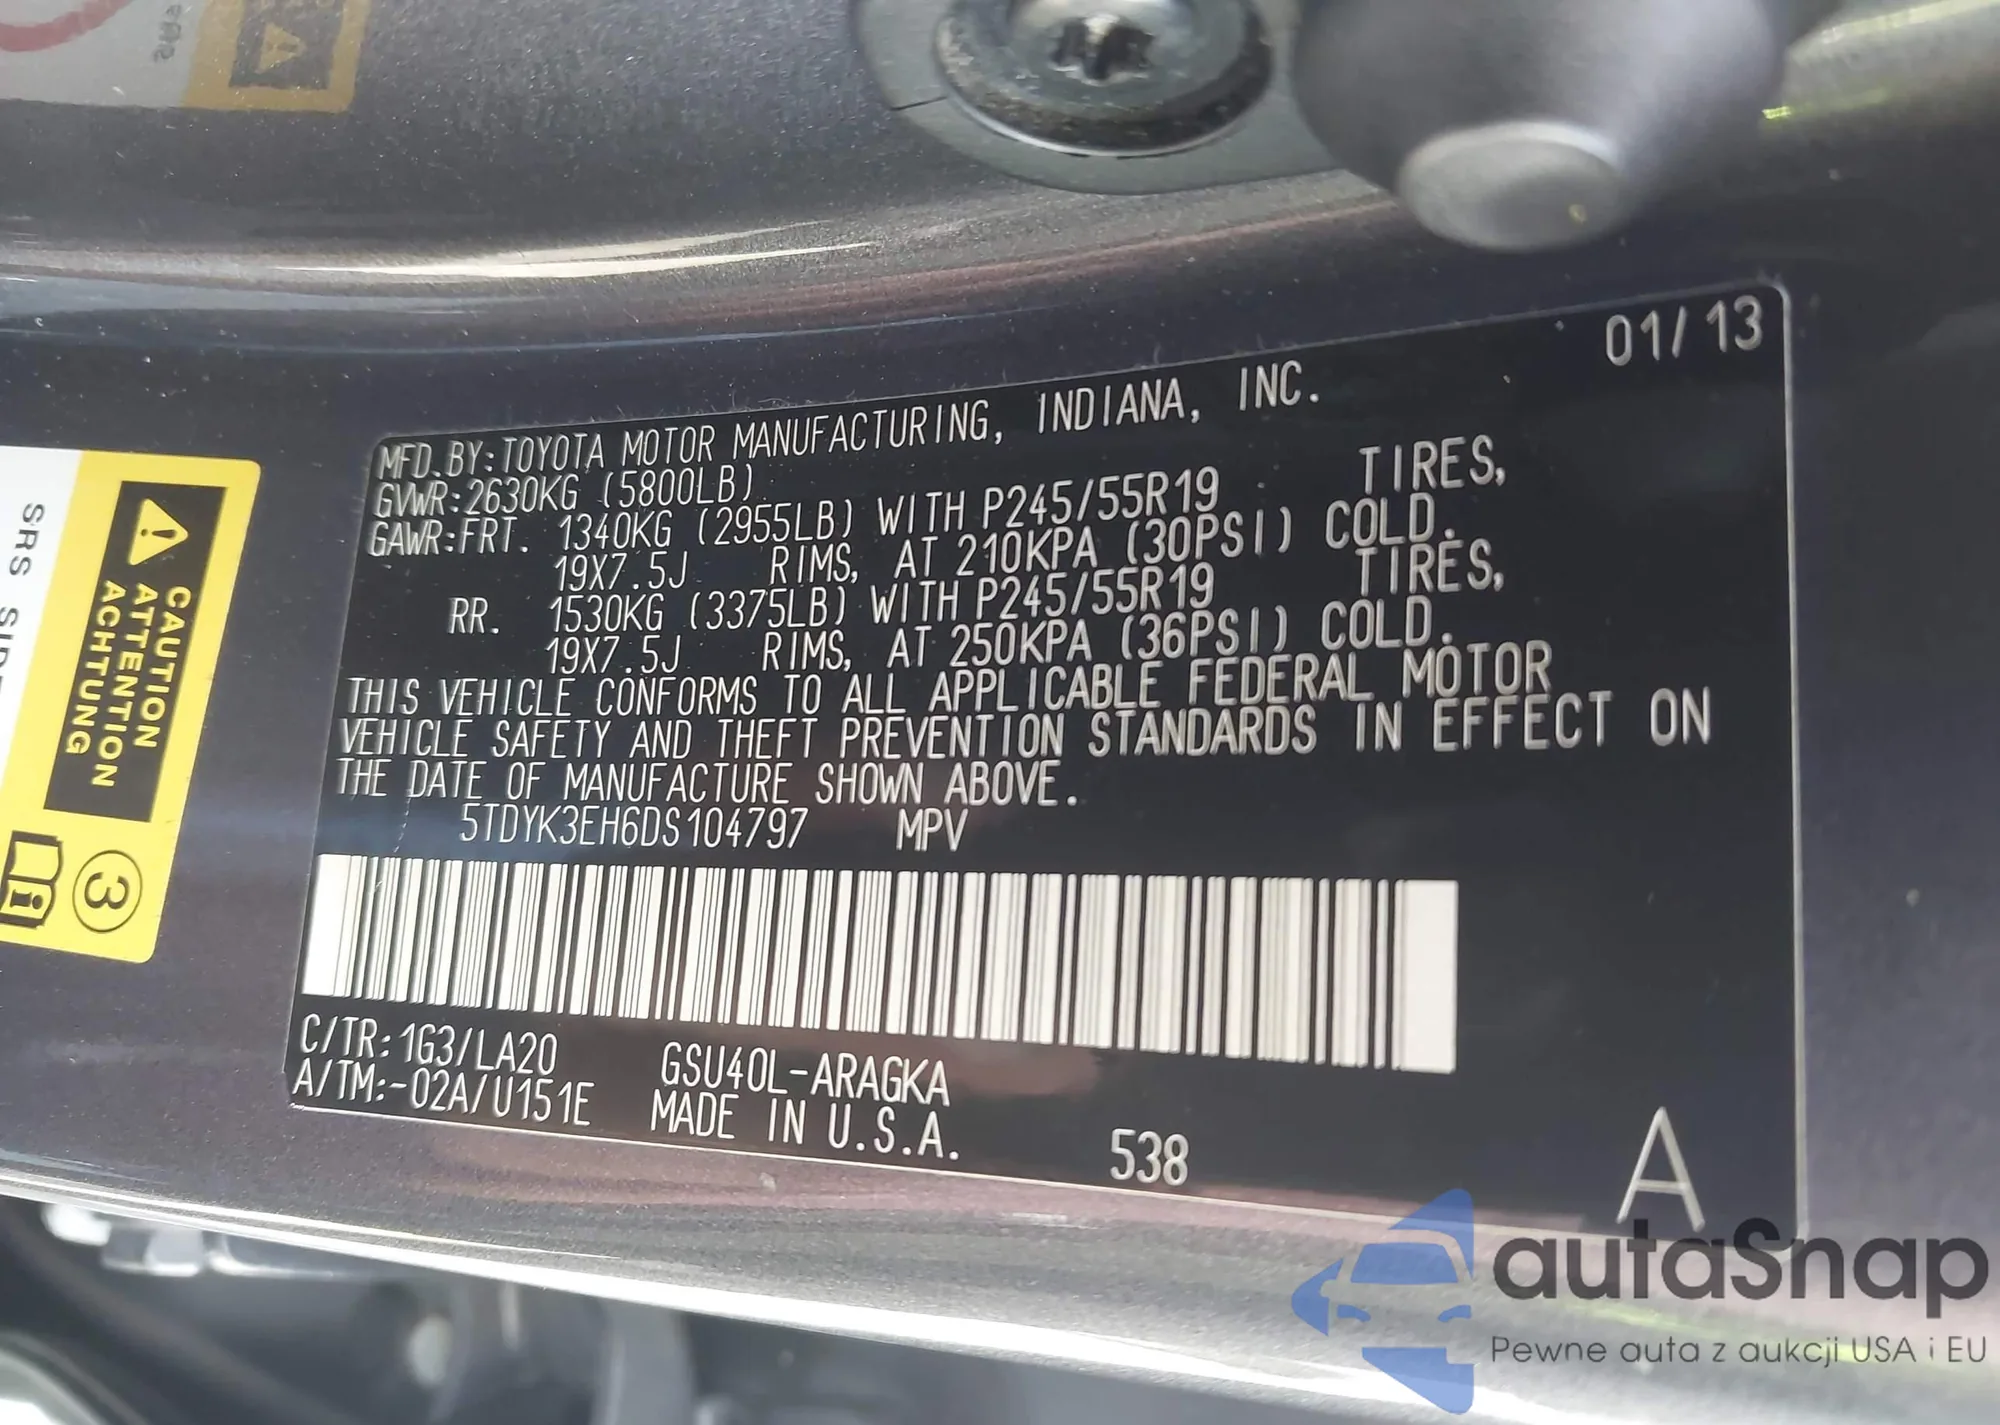 01/13
MFD.BY:TOYOTA MOTOR MANUFACTURING, INDIANA, INC.
GVWR:2630KG (5800LB)
GAWR:FRT. 1340KG (2955LB) WITH P245/55R19 TIRES,
19X7.5J RIMS, AT 210KPA (30PSI) COLD.
RR. 1530KG (3375LB) WITH P245/55R19 TIRES,
19X7.5J RIMS, AT 250KPA (36PSI) COLD.
THIS VEHICLE CONFORMS TO ALL APPLICABLE FEDERAL MOTOR
VEHICLE SAFETY AND THEFT PREVENTION STANDARDS IN EFFECT ON
THE DATE OF MANUFACTURE SHOWN ABOVE.
5TDYK3EH6DS104797 MPV
C/TR:1G3/LA20 GSU40L-ARAGKA
A/TM:-02A/U151E MADE IN U.S.A. 538
A
CAUTION
ATTENTION
ACHTUNG
SRS
3
i
autoSnap
Pewne auta z aukcji USA i EU